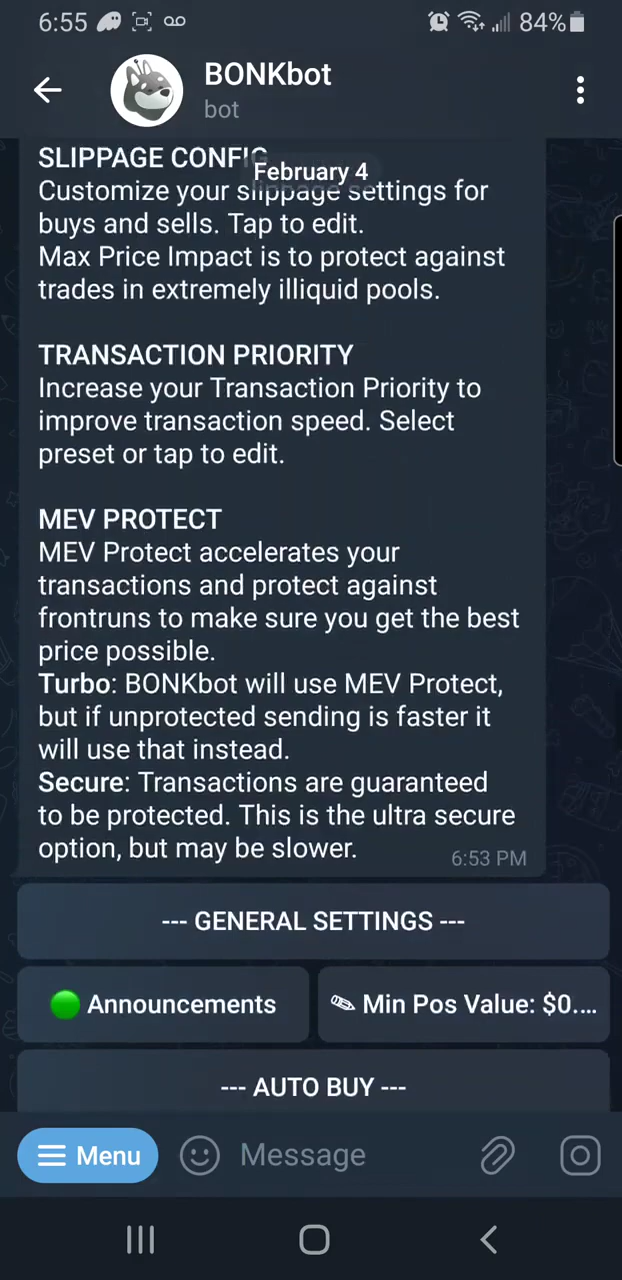 6:55
84%
BONKbot
bot
February 4
SLIPPAGE CONFIG
Customize your slippage settings for
buys and sells. Tap to edit.
Max Price Impact is to protect against
trades in extremely illiquid pools.
TRANSACTION PRIORITY
Increase your Transaction Priority to
improve transaction speed. Select
preset or tap to edit.
MEV PROTECT
MEV Protect accelerates your
transactions and protect against
frontruns to make sure you get the best
price possible.
Turbo: BONKbot will use MEV Protect,
but if unprotected sending is faster it
will use that instead.
Secure: Transactions are guaranteed
to be protected. This is the ultra secure
option, but may be slower.
6:53 PM
--- GENERAL SETTINGS ---
Announcements
Min Pos Value: $0....
--- AUTO BUY ---
Menu
Message